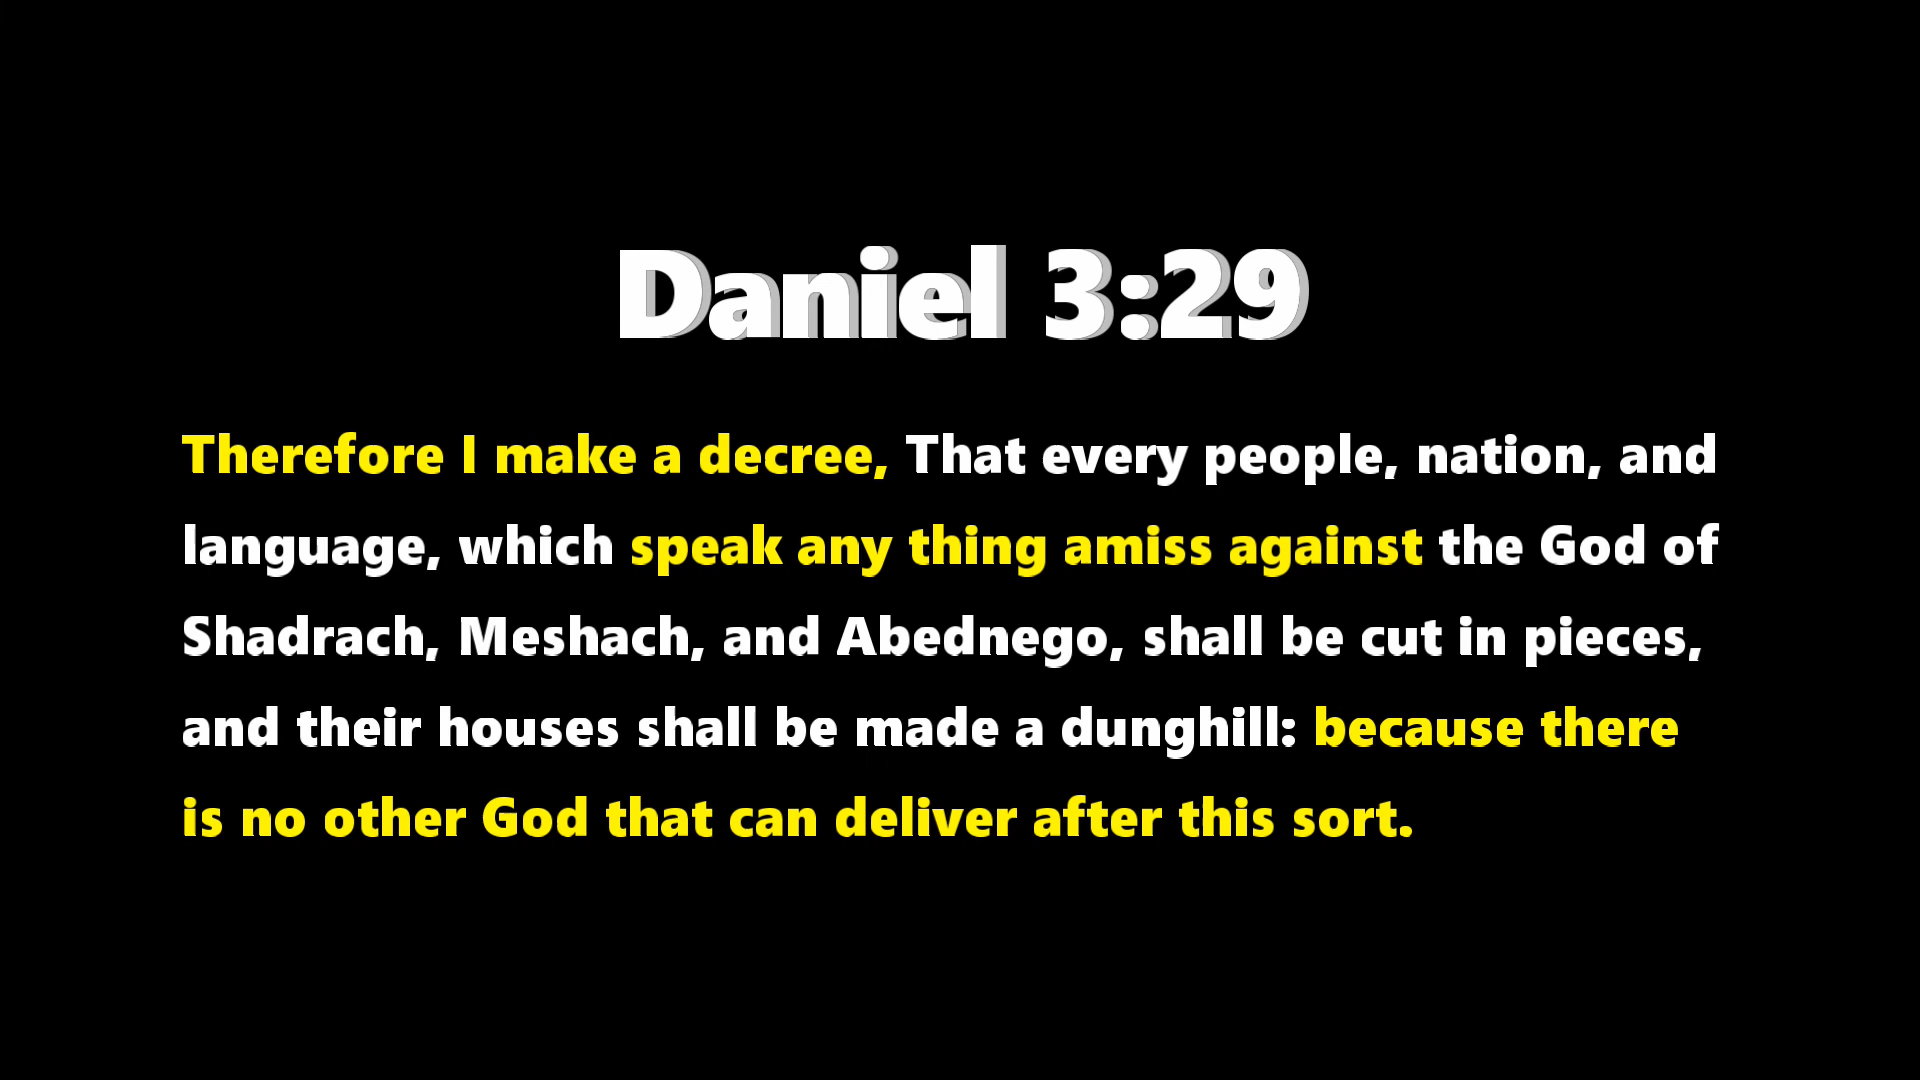 Daniel 3:29
Therefore I make a decree, That every people, nation, and
language, which speak any thing amiss against the God of
Shadrach, Meshach, and Abednego, shall be cut in pieces,
and their houses shall be made a dunghill: because there
is no other God that can deliver after this sort.